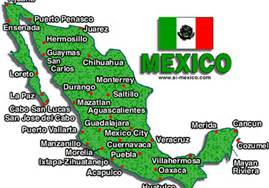 Tijuana
Puerto Penasco
Ensenada
Juarez
Hermosillo
Guaymas
San
Carlos
Chihuahua
MEXICO
www.si-mexico.com
Loreto
Monterrey
Durango
Saltillo
La Paz
Mazatlan
Aguascalientes
Cabo San Lucas
San Jose del Cabo
Guadalajara
Puerto Vallarta
Mexico City
Merida
Cancun
Manzanillo
Veracruz
Cuernavaca
Cozumel
Morelia
Puebla
Ixtapa-Zihuatanejo
Villahermosa
Mayan
Riviera
Acapulco
Oaxaca
Huatulco